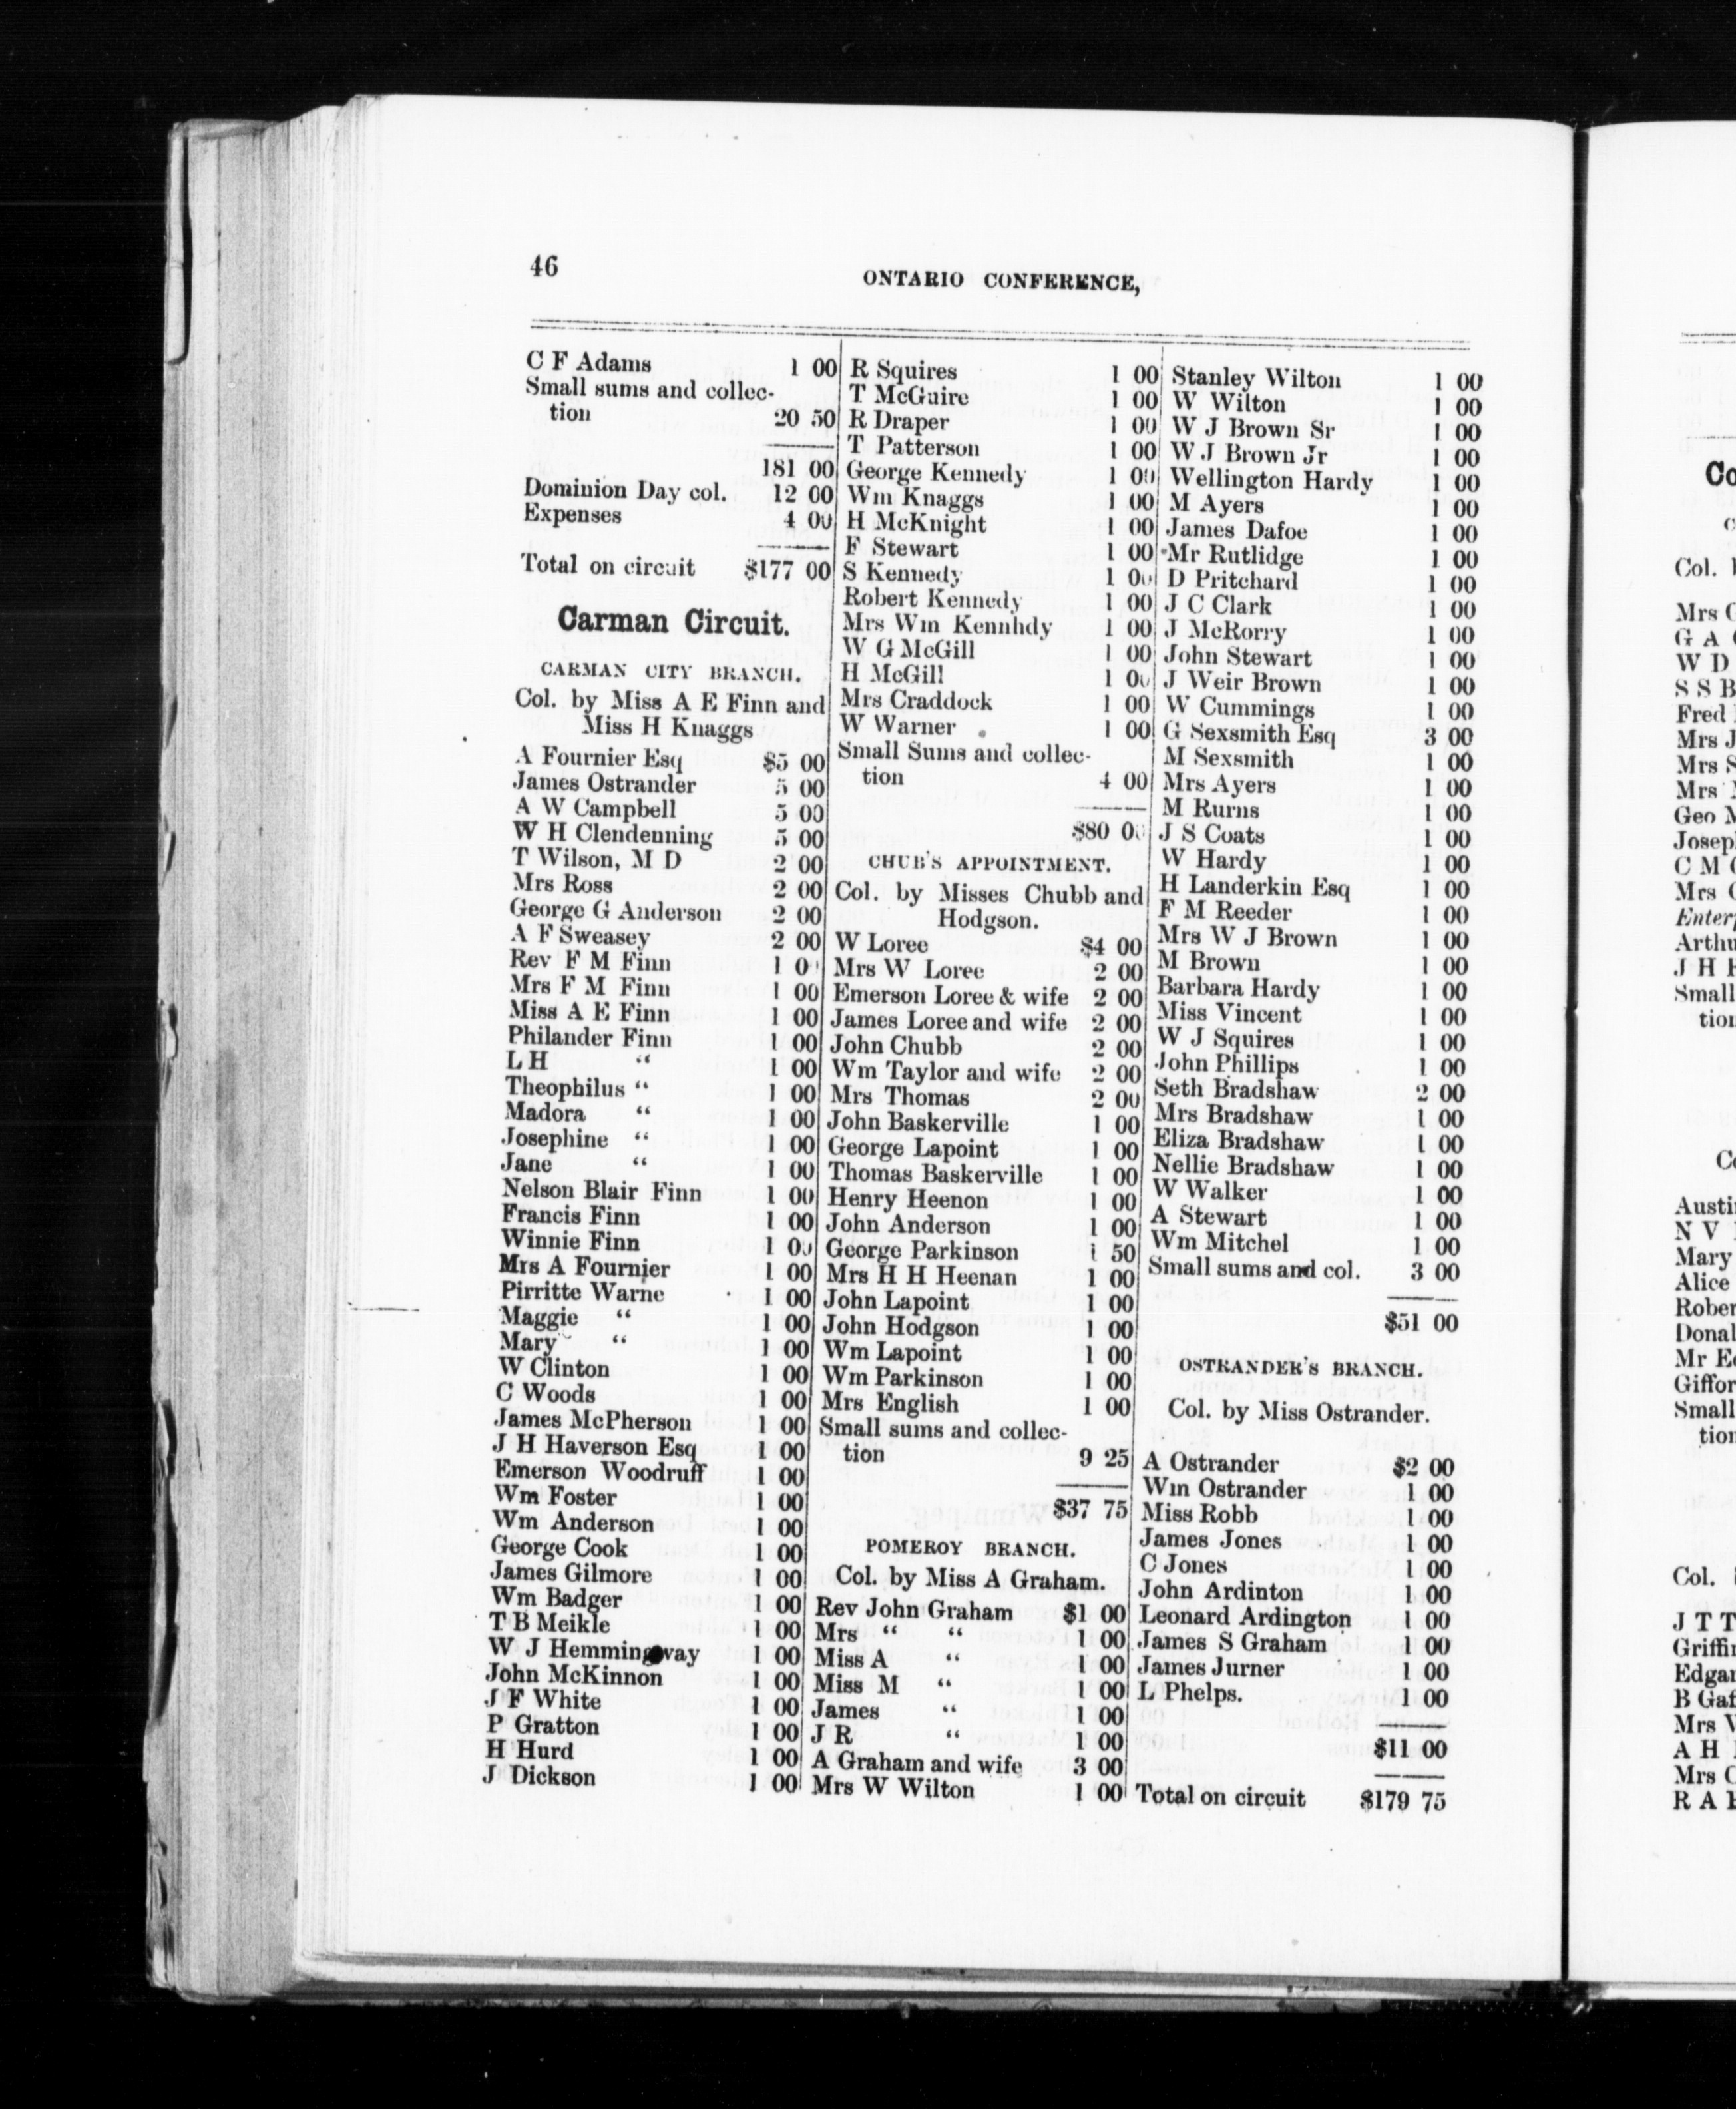 46
ONTARIO CONFERENCE,
C F Adams 1 00
Small sums and collec-
tion 20 50
181 00
Dominion Day col. 12 00
Expenses 4 00
Total on circuit $177 00
Carman Circuit.
CARMAN CITY BRANCH.
Col. by Miss A E Finn and
Miss H Knaggs
A Fournier Esq $5 00
James Ostrander 5 00
A W Campbell 5 00
W H Clendenning 5 00
T Wilson, M D 2 00
Mrs Ross 2 00
George G Anderson 2 00
A F Sweasey 2 00
Rev F M Finn 1 0
Mrs F M Finn 1 00
Miss A E Finn 1 00
Philander Finn 1 00
L H “ 1 00
Theophilus “ 1 00
Madora “ 1 00
Josephine “ 1 00
Jane “ 1 00
Nelson Blair Finn 1 00
Francis Finn 1 00
Winnie Finn 1 00
Mrs A Fournier 1 00
Pirritte Warne 1 00
Maggie “ 1 00
Mary “ 1 00
W Clinton 1 00
C Woods 1 00
James McPherson 1 00
J H Haverson Esq 1 00
Emerson Woodruff 1 00
Wm Foster 1 00
Wm Anderson 1 00
George Cook 1 00
James Gilmore 1 00
Wm Badger 1 00
T B Meikle 1 00
W J Hemmingway 1 00
John McKinnon 1 00
J F White 1 00
P Gratton 1 00
H Hurd 1 00
J Dickson 1 00
R Squires 1 00
T McGuire 1 00
R Draper 1 00
T Patterson 1 00
George Kennedy 1 00
Wm Knaggs 1 00
H McKnight 1 00
F Stewart 1 00
S Kennedy 1 00
Robert Kennedy 1 00
Mrs Wm Kennhdy 1 00
W G McGill 1 00
H McGill 1 00
Mrs Craddock 1 00
W Warner 1 00
Small Sums and collec-
tion 4 00
$80 00
CHUB'S APPOINTMENT.
Col. by Misses Chubb and
Hodgson.
W Loree $4 00
Mrs W Loree 2 00
Emerson Loree & wife 2 00
James Loree and wife 2 00
John Chubb 2 00
Wm Taylor and wife 2 00
Mrs Thomas 2 00
John Baskerville 1 00
George Lapoint 1 00
Thomas Baskerville 1 00
Henry Heenon 1 00
John Anderson 1 00
George Parkinson 1 50
Mrs H H Heenan 1 00
John Lapoint 1 00
John Hodgson 1 00
Wm Lapoint 1 00
Wm Parkinson 1 00
Mrs English 1 00
Small sums and collec-
tion 9 25
$37 75
POMEROY BRANCH.
Col. by Miss A Graham.
Rev John Graham $1 00
Mrs “ “ 1 00
Miss A “ 1 00
Miss M “ 1 00
James “ 1 00
J R “ 1 00
A Graham and wife 3 00
Mrs W Wilton 1 00
Stanley Wilton 1 00
W Wilton 1 00
W J Brown Sr 1 00
W J Brown Jr 1 00
Wellington Hardy 1 00
M Ayers 1 00
James Dafoe 1 00
Mr Rutlidge 1 00
D Pritchard 1 00
J C Clark 1 00
J McRorry 1 00
John Stewart 1 00
J Weir Brown 1 00
W Cummings 1 00
G Sexsmith Esq 3 00
M Sexsmith 1 00
Mrs Ayers 1 00
M Rurns 1 00
J S Coats 1 00
W Hardy 1 00
H Landerkin Esq 1 00
F M Reeder 1 00
Mrs W J Brown 1 00
M Brown 1 00
Barbara Hardy 1 00
Miss Vincent 1 00
W J Squires 1 00
John Phillips 1 00
Seth Bradshaw 2 00
Mrs Bradshaw 1 00
Eliza Bradshaw 1 00
Nellie Bradshaw 1 00
W Walker 1 00
A Stewart 1 00
Wm Mitchel 1 00
Small sums and col. 3 00
$51 00
OSTRANDER'S BRANCH.
Col. by Miss Ostrander.
A Ostrander $2 00
Wm Ostrander 1 00
Miss Robb 1 00
James Jones 1 00
C Jones 1 00
John Ardinton 1 00
Leonard Ardington 1 00
James S Graham 1 00
James Jurner 1 00
L Phelps. 1 00
$11 00
Total on circuit $179 75
Col.
Mrs
G A
W D
S S
Fred
Mrs J
Mrs S
Mrs
Geo
C M
Mrs
J H
Small
Mary
Alice
Small
Col.
J T T
Mrs
A H
Mrs